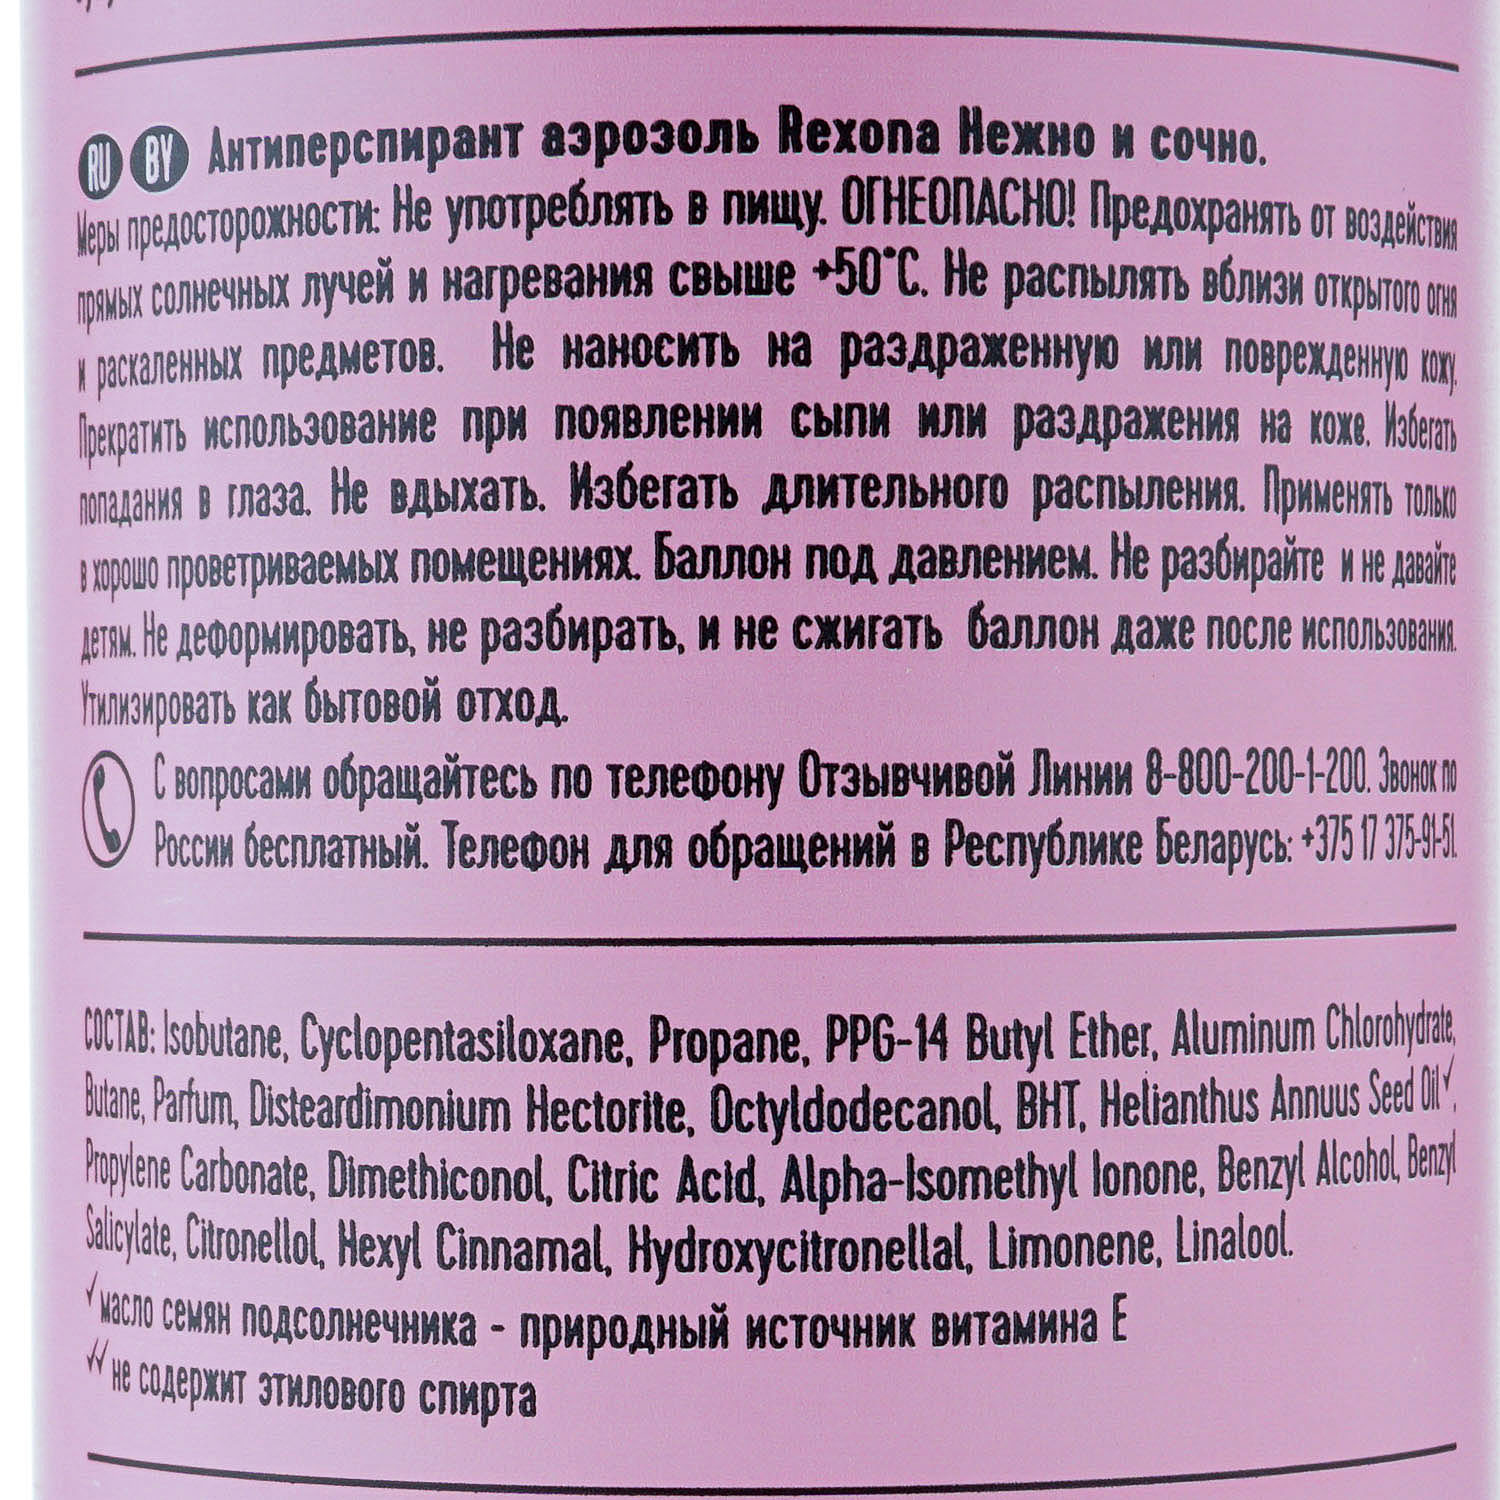 RU BY Антиперспирант аэрозоль Rexona Нежно и сочно.
Меры предосторожности: Не употреблять в пищу. ОГНЕОПАСНО! Предохранять от воздействия
прямых солнечных лучей и нагревания свыше +50°C. Не распылять вблизи открытого огня
и раскаленных предметов. Не наносить на раздраженную или поврежденную кожу.
Прекратить использование при появлении сыпи или раздражения на коже. Избегать
попадания в глаза. Не вдыхать. Избегать длительного распыления. Применять только
в хорошо проветриваемых помещениях. Баллон под давлением. Не разбирайте и не давайте
детям. Не деформировать, не разбирать, и не сжигать баллон даже после использования.
Утилизировать как бытовой отход.
С вопросами обращайтесь по телефону Отзывчивой Линии 8-800-200-1-200. Звонок по
России бесплатный. Телефон для обращений в Республике Беларусь: +375 17 375-91-51.
СОСТАВ: Isobutane, Cyclopentasiloxane, Propane, PPG-14 Butyl Ether, Aluminum Chlorohydrate,
Butane, Parfum, Disteardimonium Hectorite, Octyldodecanol, BHT, Helianthus Annuus Seed Oil✓,
Propylene Carbonate, Dimethiconol, Citric Acid, Alpha-Isomethyl Ionone, Benzyl Alcohol, Benzyl
Salicylate, Citronellol, Hexyl Cinnamal, Hydroxycitronellal, Limonene, Linalool.
✓масло семян подсолнечника - природный источник витамина Е
✓✓не содержит этилового спирта